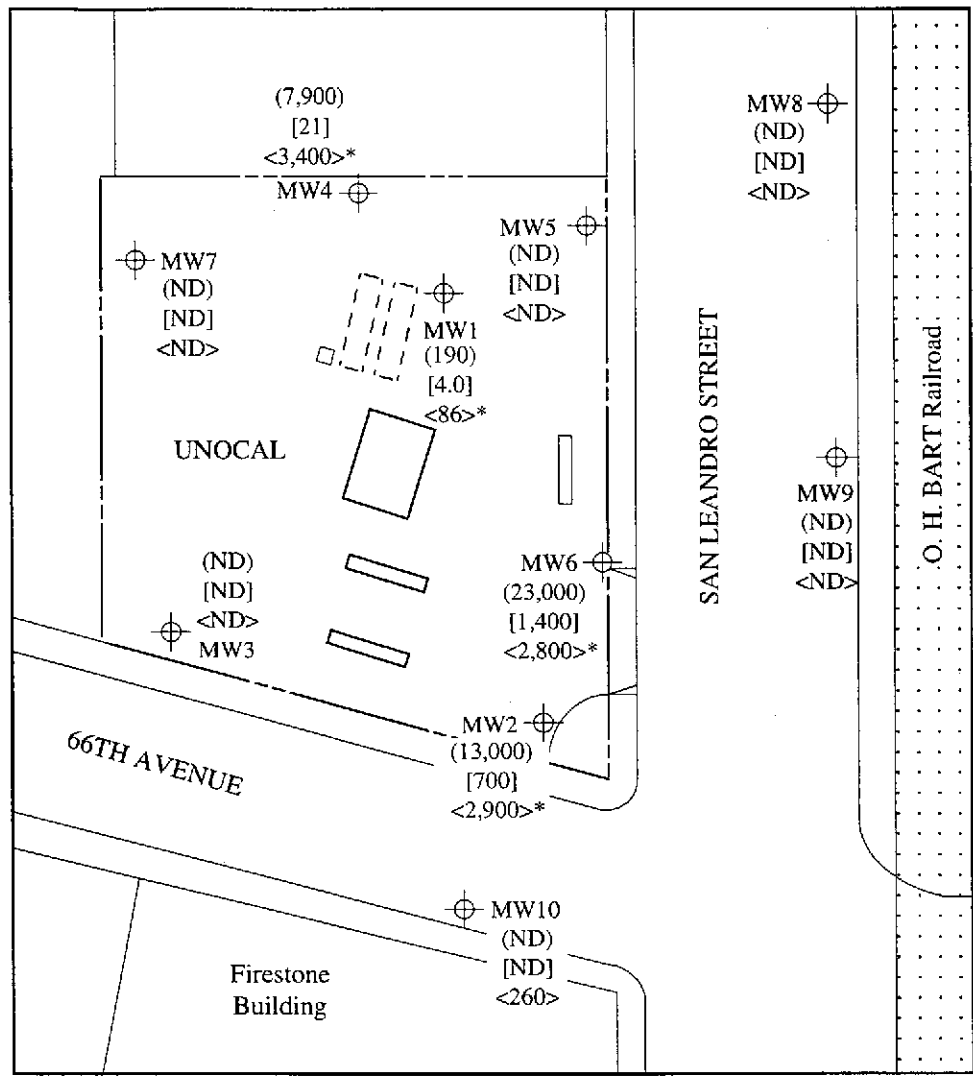 (7,900)
[21]
<3,400>*
MW4
MW8
(ND)
[ND]
<ND>
MW5
(ND)
[ND]
<ND>
MW7
(ND)
[ND]
<ND>
MW1
(190)
[4.0]
<86>*
UNOCAL
SAN LEANDRO STREET
O. H. BART Railroad
MW9
(ND)
[ND]
<ND>
(ND)
[ND]
<ND>
MW3
MW6
(23,000)
[1,400]
<2,800>*
MW2
(13,000)
[700]
<2,900>*
66TH AVENUE
MW10
(ND)
[ND]
<260>
Firestone
Building